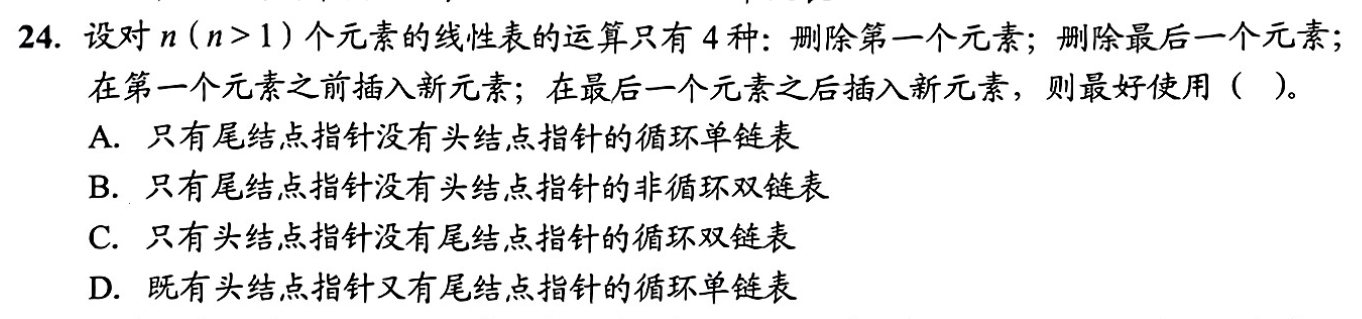 24. 设对 n（n>1）个元素的线性表的运算只有 4 种：删除第一个元素；删除最后一个元素；
在第一个元素之前插入新元素；在最后一个元素之后插入新元素，则最好使用（ ）。
A. 只有尾结点指针没有头结点指针的循环单链表
B. 只有尾结点指针没有头结点指针的非循环双链表
C. 只有头结点指针没有尾结点指针的循环双链表
D. 既有头结点指针又有尾结点指针的循环单链表